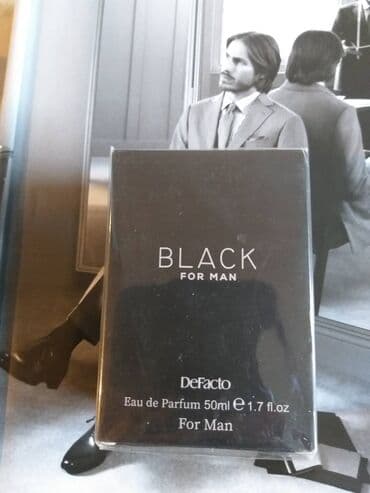 BLACK
FOR MAN
DeFacto
Eau de Parfum 50ml ℮ 1.7 fl.oz
For Man